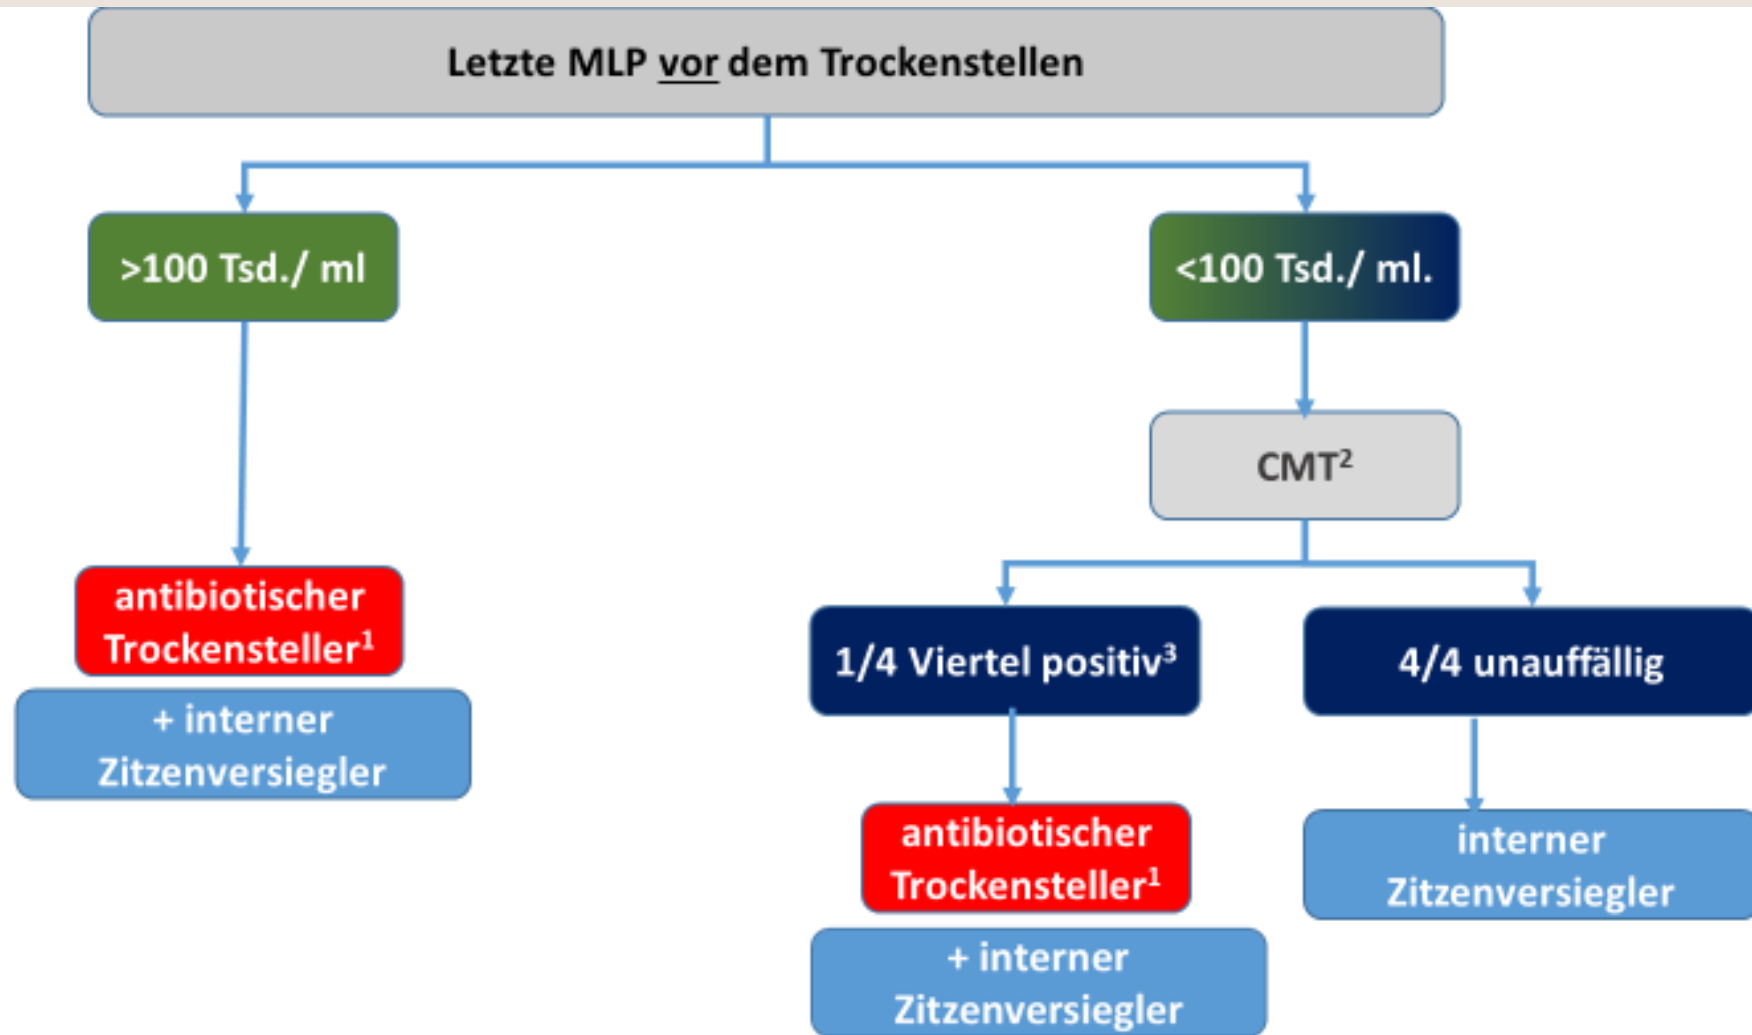 Letzte MLP vor dem Trockenstellen
>100 Tsd./ ml
<100 Tsd./ ml.
CMT²
antibiotischer
Trockensteller¹
+ interner
Zitzenversiegler
1/4 Viertel positiv³
4/4 unauffällig
antibiotischer
Trockensteller¹
+ interner
Zitzenversiegler
interner
Zitzenversiegler